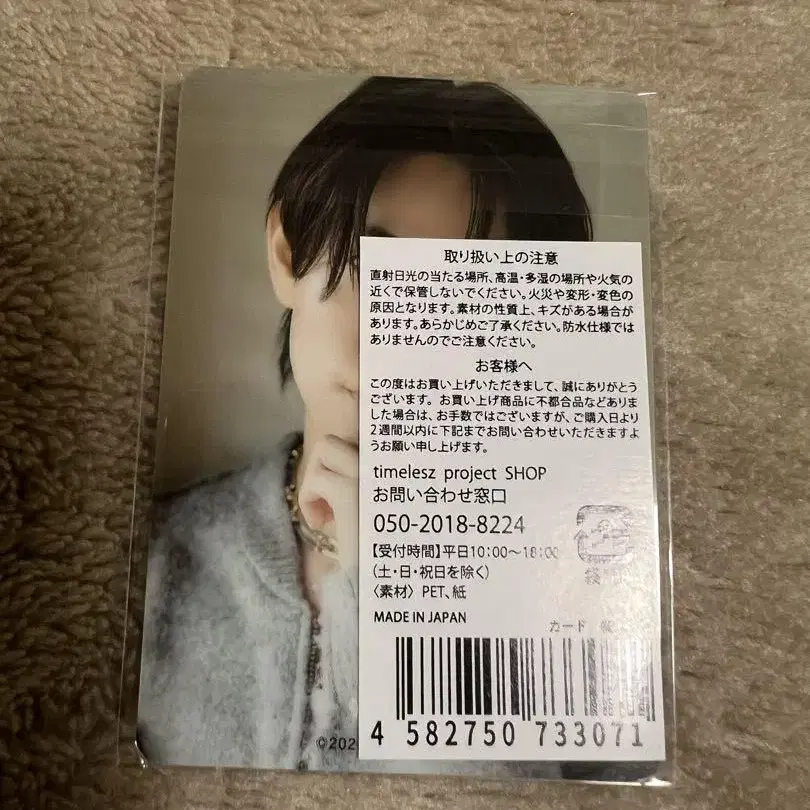 取り扱い上の注意
直射日光の当たる場所、高温・多湿の場所や火気の
近くで保管しないでください。火災や変形・変色の
原因となります。素材の性質上、キズがある場合が
あります。あらかじめご了承ください。防水仕様では
ありませんのでご注意ください。
お客様へ
この度はお買い上げいただきまして、誠にありがとう
ございます。お買い上げ商品に不都合品などありま
した場合は、お手数ではございますが、ご購入日より
2週間以内に下記までお問い合わせいただきますよ
うお願い申し上げます。
timelesz project SHOP
お問い合わせ窓口
050-2018-8224
【受付時間】平日10:00〜18:00
(土・日・祝日を除く)
〈素材〉PET、紙
MADE IN JAPAN
カード
4 582750 733071